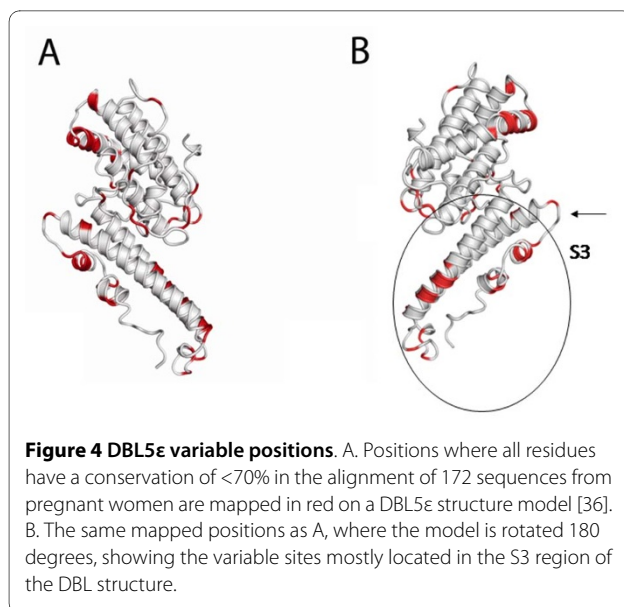 A
B
S3
Figure 4 DBL5ε variable positions. A. Positions where all residues
have a conservation of <70% in the alignment of 172 sequences from
pregnant women are mapped in red on a DBL5ε structure model [36].
B. The same mapped positions as A, where the model is rotated 180
degrees, showing the variable sites mostly located in the S3 region of
the DBL structure.